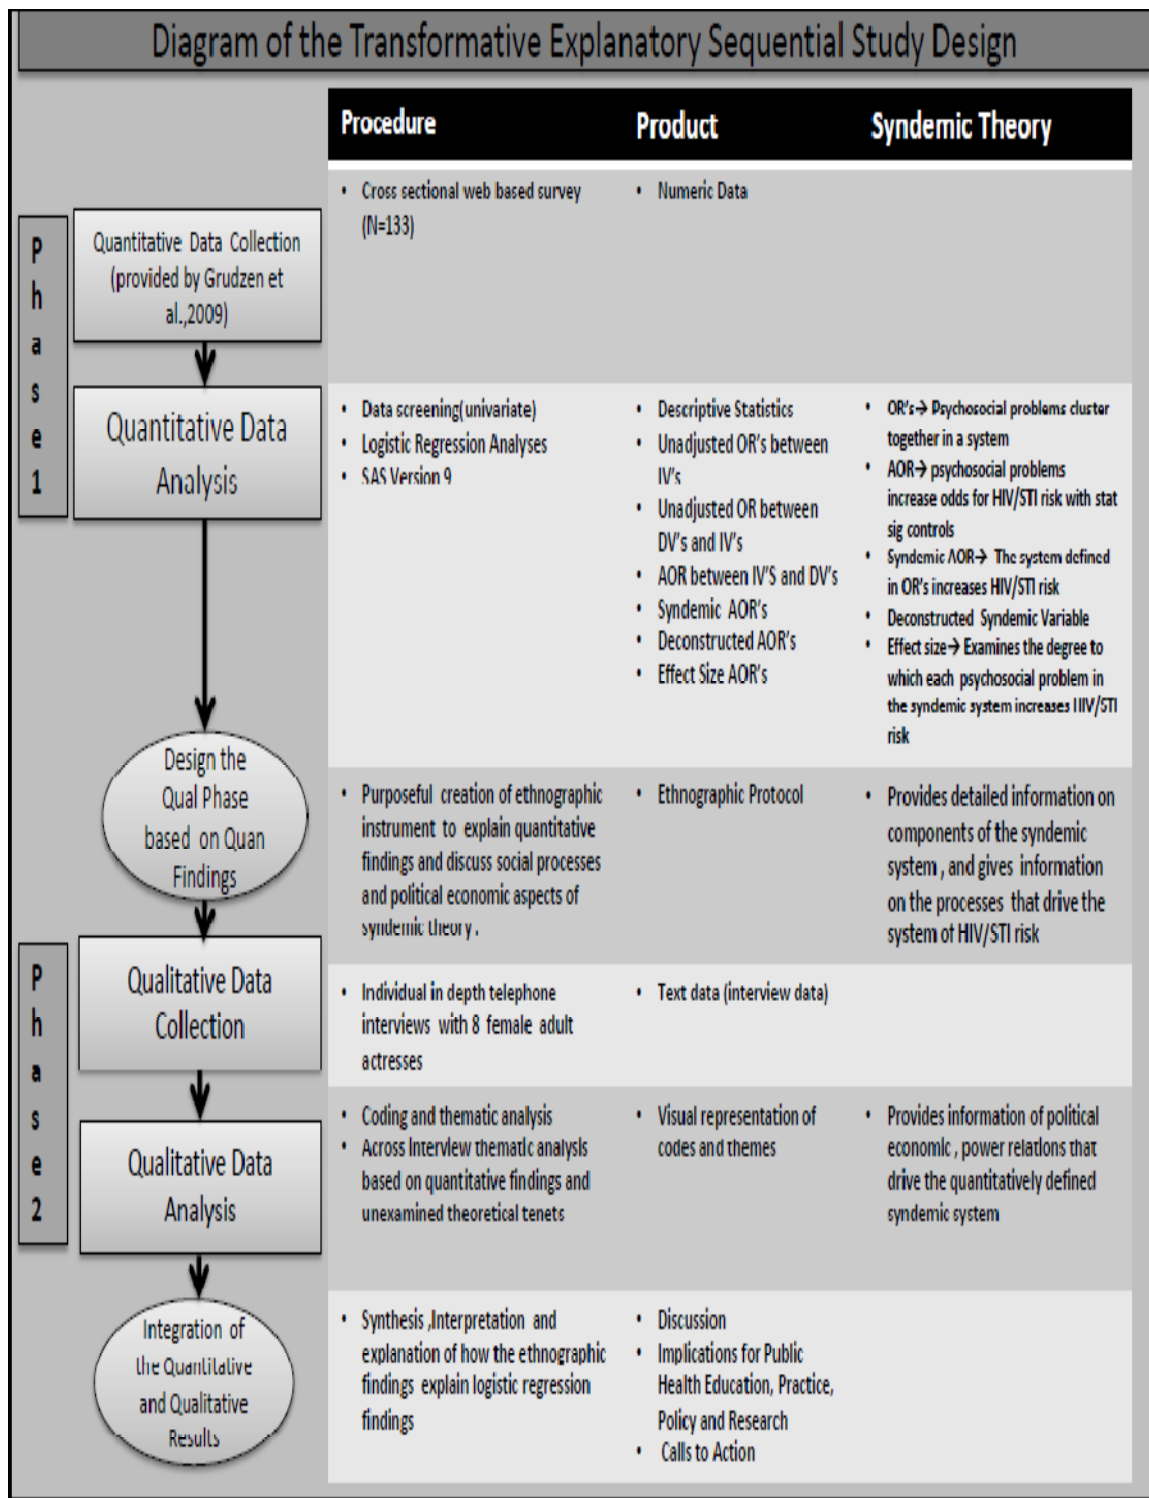 Diagram of the Transformative Explanatory Sequential Study Design
Procedure
Product
Syndemic Theory
Phase 1
Quantitative Data Collection
(provided by Grudzen et
al.,2009)
• Cross sectional web based survey
(N=133)
• Numeric Data
Quantitative Data
Analysis
• Data screening(univariate)
• Logistic Regression Analyses
• SAS Version 9
• Descriptive Statistics
• Unadjusted OR's between
IV's
• Unadjusted OR between
DV's and IV's
• AOR between IV'S and DV's
• Syndemic AOR's
• Deconstructed AOR's
• Effect Size AOR's
• OR's→ Psychosocial problems cluster
together in a system
• AOR→ psychosocial problems
increase odds for HIV/STI risk with stat
sig controls
• Syndemic AOR→ The system defined
in OR's increases HIV/STI risk
• Deconstructed Syndemic Variable
• Effect size→ Examines the degree to
which each psychosocial problem in
the syndemic system increases HIV/STI
risk
Design the
Qual Phase
based on Quan
Findings
• Purposeful creation of ethnographic
instrument to explain quantitative
findings and discuss social processes
and political economic aspects of
syndemic theory .
• Ethnographic Protocol
• Provides detailed information on
components of the syndemic
system , and gives information
on the processes that drive the
system of HIV/STI risk
Phase 2
Qualitative Data
Collection
• Individual in depth telephone
interviews with 8 female adult
actresses
• Text data (interview data)
Qualitative Data
Analysis
• Coding and thematic analysis
• Across Interview thematic analysis
based on quantitative findings and
unexamined theoretical tenets
• Visual representation of
codes and themes
• Provides information of political
economic , power relations that
drive the quantitatively defined
syndemic system
Integration of
the Quantitative
and Qualitative
Results
• Synthesis ,Interpretation and
explanation of how the ethnographic
findings explain logistic regression
findings
• Discussion
• Implications for Public
Health Education, Practice,
Policy and Research
• Calls to Action